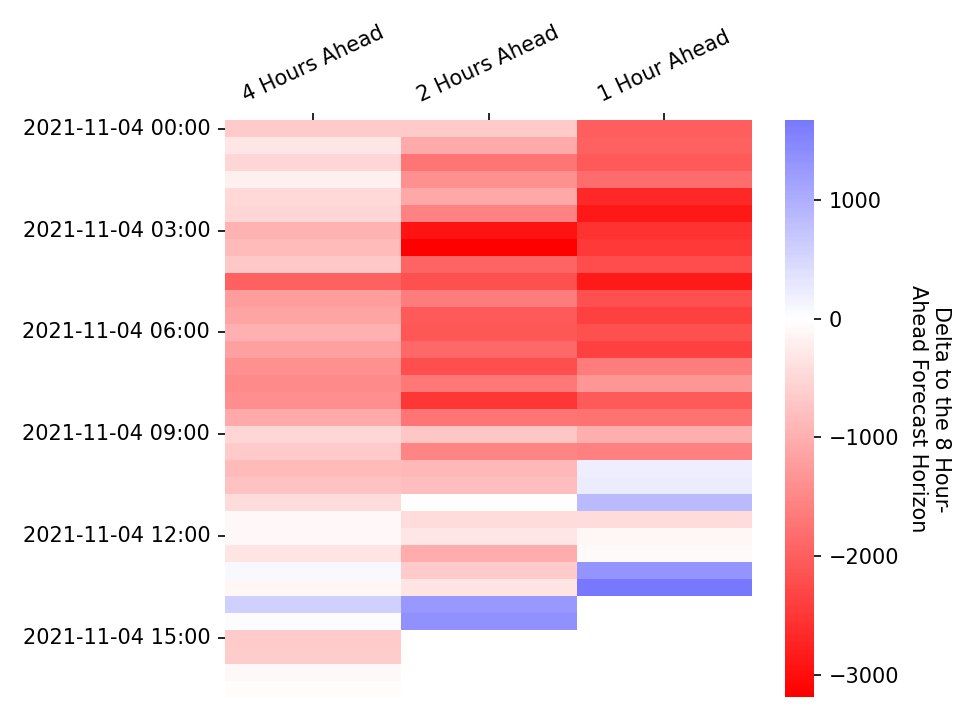 4 Hours Ahead
2 Hours Ahead
1 Hour Ahead
2021-11-04 00:00
2021-11-04 03:00
2021-11-04 06:00
2021-11-04 09:00
2021-11-04 12:00
2021-11-04 15:00
1000
0
−1000
−2000
−3000
Delta to the 8 Hour-
Ahead Forecast Horizon